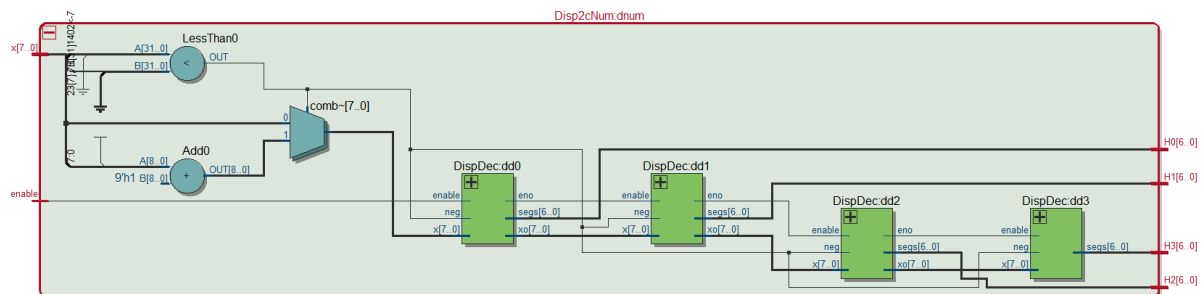 Disp2cNum:dnum
x[7..0]
LessThan0
A[31..0]
B[31..0]
<
OUT
comb~[7..0]
0
1
7.0
Add0
A[8..0]
9'h1 B[8..0]
+
OUT[8..0]
enable
DispDec:dd0
enable
neg
x[7..0]
eno
segs[6..0]
xo[7..0]
DispDec:dd1
enable
neg
x[7..0]
eno
segs[6..0]
xo[7..0]
DispDec:dd2
enable
neg
x[7..0]
eno
segs[6..0]
xo[7..0]
DispDec:dd3
enable
neg
x[7..0]
segs[6..0]
H0[6..0]
H1[6..0]
H3[6..0]
H2[6..0]